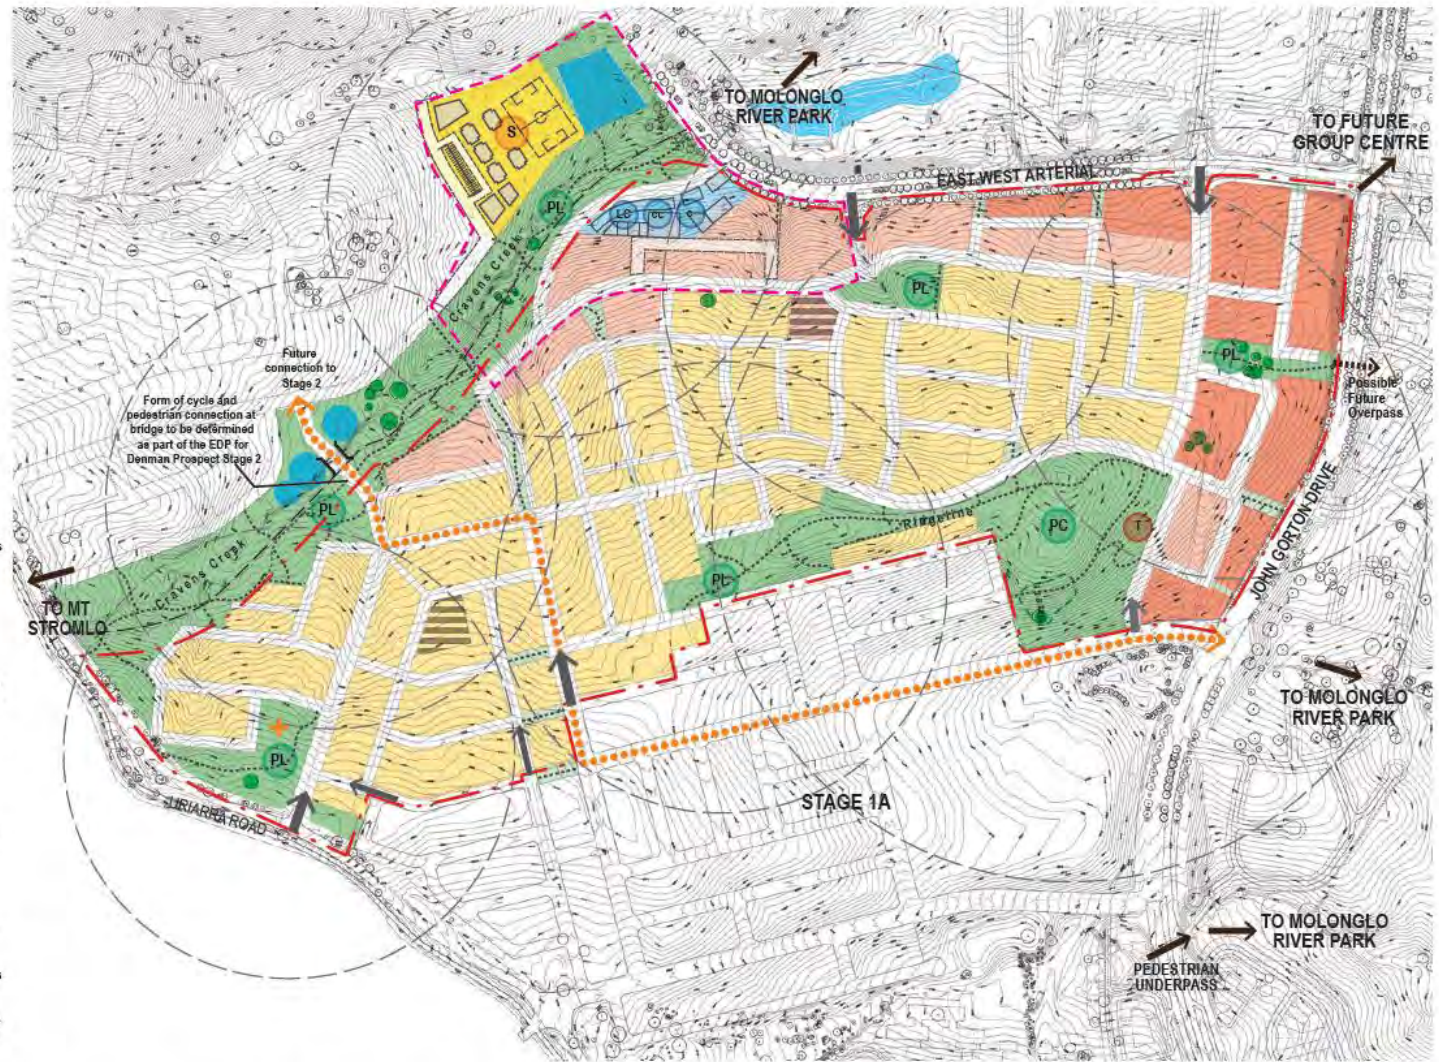 TO MOLONGLO
RIVER PARK
TO FUTURE
GROUP CENTRE
S
EAST WEST ARTERIAL
PL
LC
CL
Cravens Creek
PL
PL
Possible
Future
Overpass
Future
connection to
Stage 2
Form of cycle and
pedestrian connection at
bridge to be determined
as part of the EDP for
Denman Prospect Stage 2
PL
Ridgeline
PC
T
JOHN GORTON DRIVE
Cravens Creek
PL
TO MT
STROMLO
TO MOLONGLO
RIVER PARK
PL
URIARRA ROAD
STAGE 1A
TO MOLONGLO
RIVER PARK
PEDESTRIAN
UNDERPASS